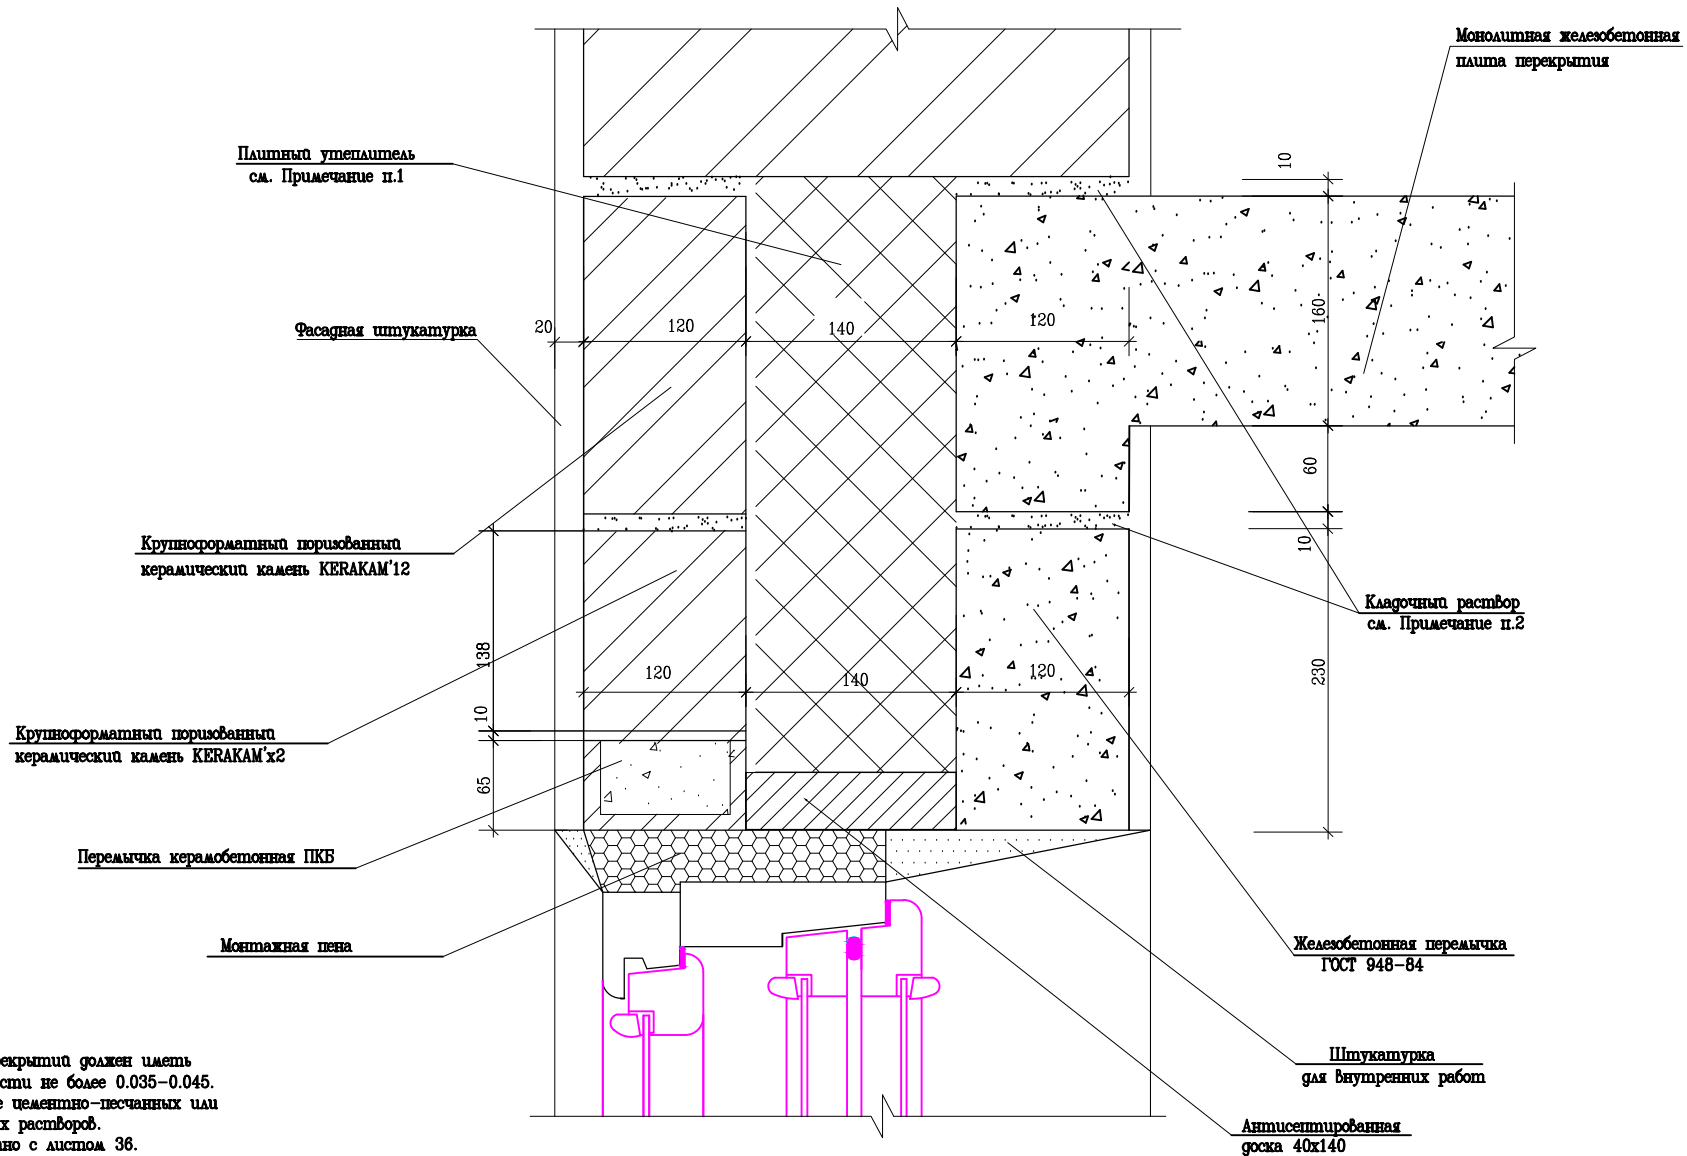 Монолитная железобетонная
плита перекрытия
Плитный утеплитель
см. Примечание п.1
10
Фасадная штукатурка
20
120
140
120
160
60
10
Крупноформатный поризованный
керамический камень KERAKAM'12
Кладочный раствор
см. Примечание п.2
138
120
140
120
230
10
Крупноформатный поризованный
керамический камень KERAKAM'x2
65
Перемычка керамобетонная ПКБ
Монтажная пена
Железобетонная перемычка
ГОСТ 948-84
Штукатурка
для внутренних работ
Антисептированная
доска 40x140
екрытий должен иметь
сти не более 0.035-0.045.
е цементно-песчанных или
х растворов.
но с листом 36.